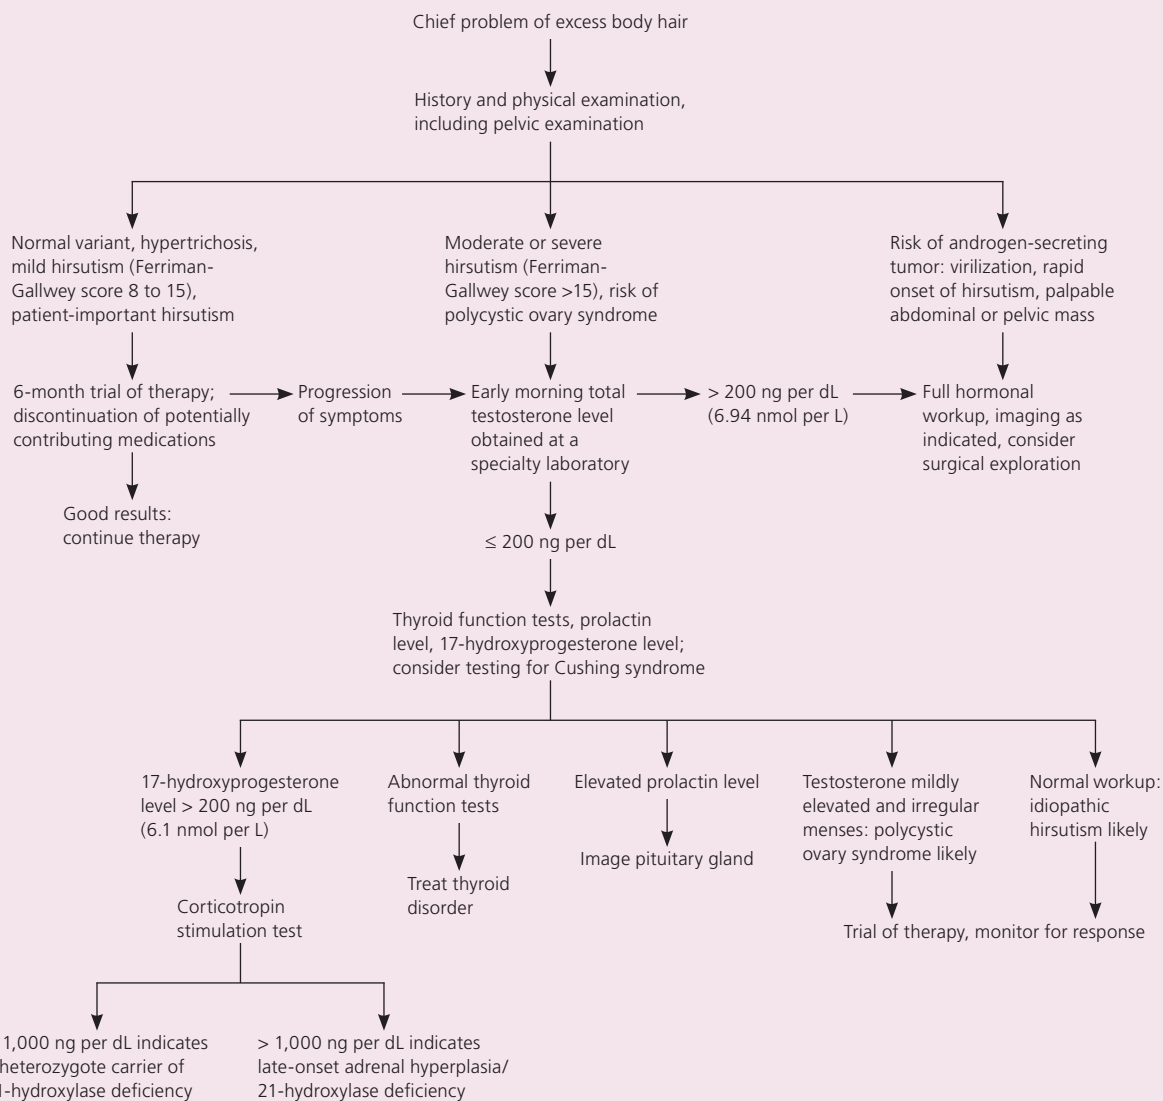 Chief problem of excess body hair
History and physical examination,
including pelvic examination
Normal variant, hypertrichosis,
mild hirsutism (Ferriman-
Gallwey score 8 to 15),
patient-important hirsutism
Moderate or severe
hirsutism (Ferriman-
Gallwey score >15), risk of
polycystic ovary syndrome
Risk of androgen-secreting
tumor: virilization, rapid
onset of hirsutism, palpable
abdominal or pelvic mass
6-month trial of therapy;
discontinuation of potentially
contributing medications
Progression
of symptoms
Early morning total
testosterone level
obtained at a
specialty laboratory
> 200 ng per dL
(6.94 nmol per L)
Full hormonal
workup, imaging as
indicated, consider
surgical exploration
Good results:
continue therapy
≤ 200 ng per dL
Thyroid function tests, prolactin
level, 17-hydroxyprogesterone level;
consider testing for Cushing syndrome
17-hydroxyprogesterone
level > 200 ng per dL
(6.1 nmol per L)
Abnormal thyroid
function tests
Elevated prolactin level
Testosterone mildly
elevated and irregular
menses: polycystic
ovary syndrome likely
Normal workup:
idiopathic
hirsutism likely
Corticotropin
stimulation test
Treat thyroid
disorder
Image pituitary gland
Trial of therapy, monitor for response
1,000 ng per dL indicates
heterozygote carrier of
1-hydroxylase deficiency
> 1,000 ng per dL indicates
late-onset adrenal hyperplasia/
21-hydroxylase deficiency